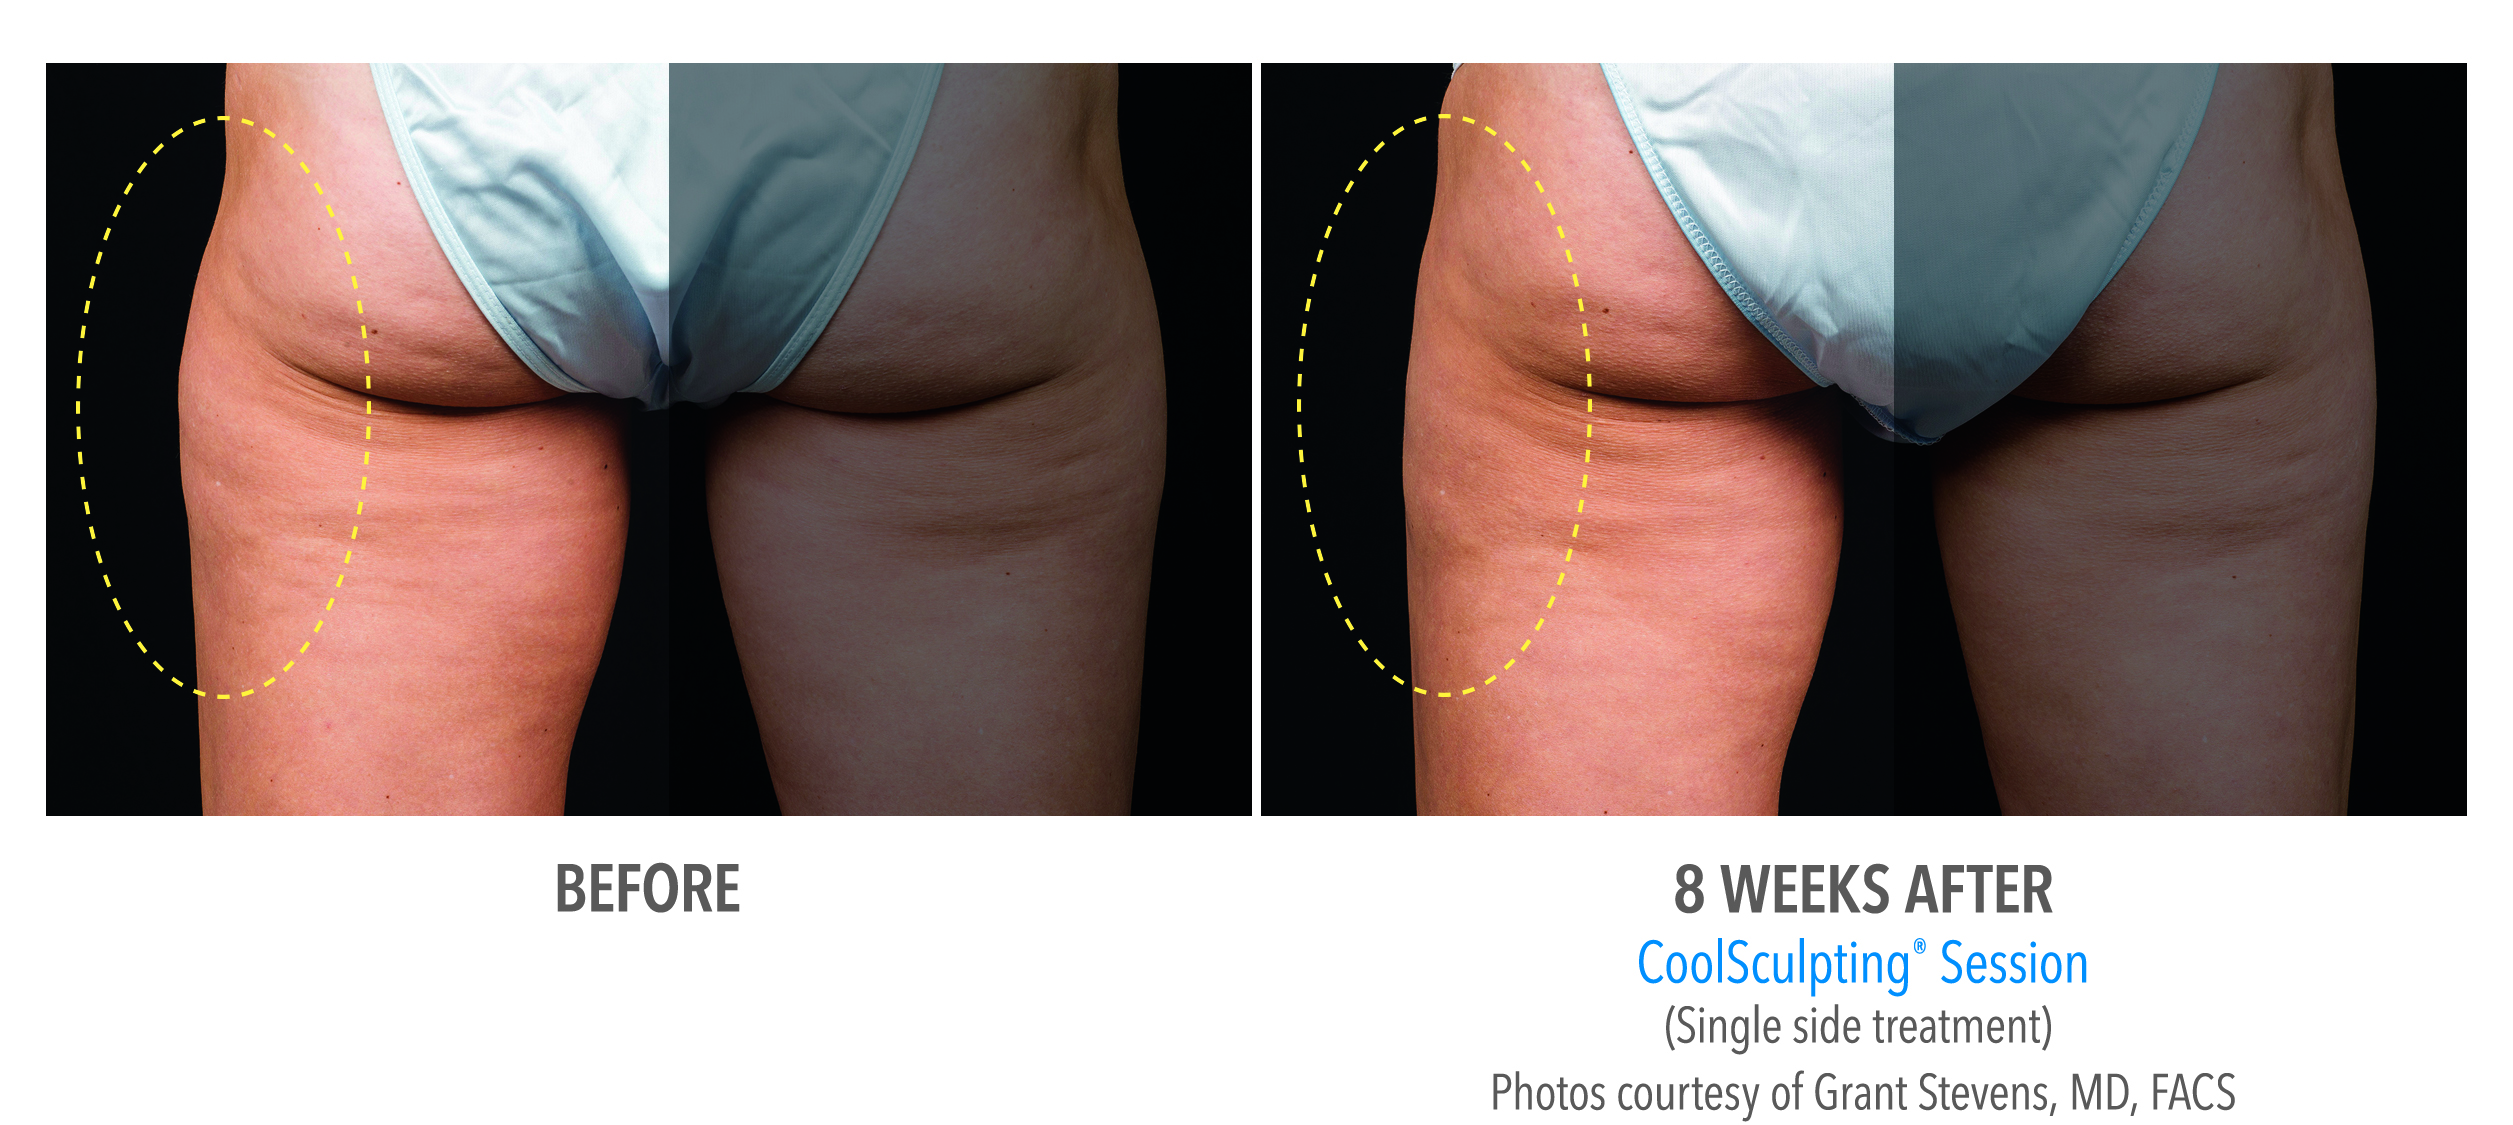 BEFORE
8 WEEKS AFTER
CoolSculpting® Session
(Single side treatment)
Photos courtesy of Grant Stevens, MD, FACS